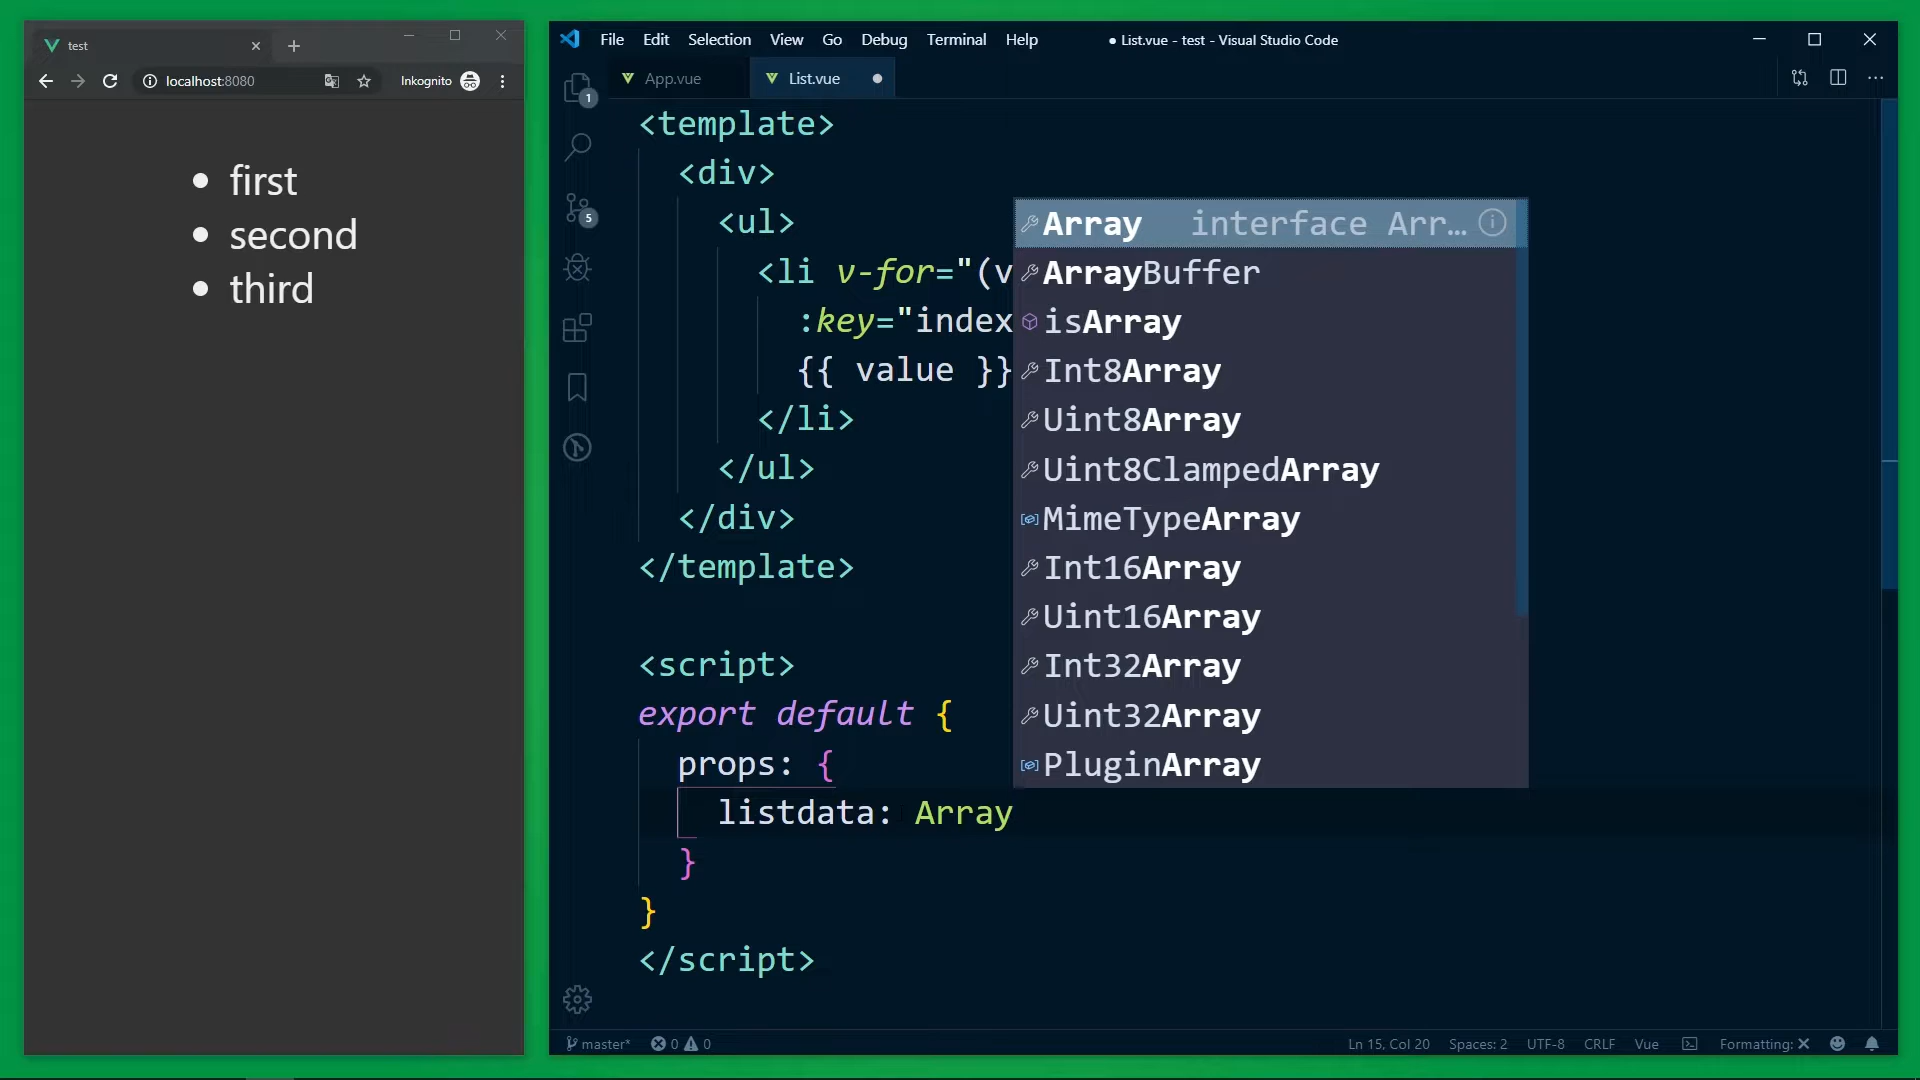 test
localhost:8080
Inkognito
first
second
third
File Edit Selection View Go Debug Terminal Help
● List.vue - test - Visual Studio Code
App.vue
List.vue
1
5
<template>
<div>
<ul>
<li v-for="(v
:key="index
{{ value }}
</li>
</ul>
</div>
</template>
<script>
export default {
props: {
listdata: Array
}
}
</script>
Array interface Arr...
ArrayBuffer
isArray
Int8Array
Uint8Array
Uint8ClampedArray
MimeTypeArray
Int16Array
Uint16Array
Int32Array
Uint32Array
PluginArray
master* 0 0 Ln 15, Col 20 Spaces: 2 UTF-8 CRLF Vue Formatting: ✕